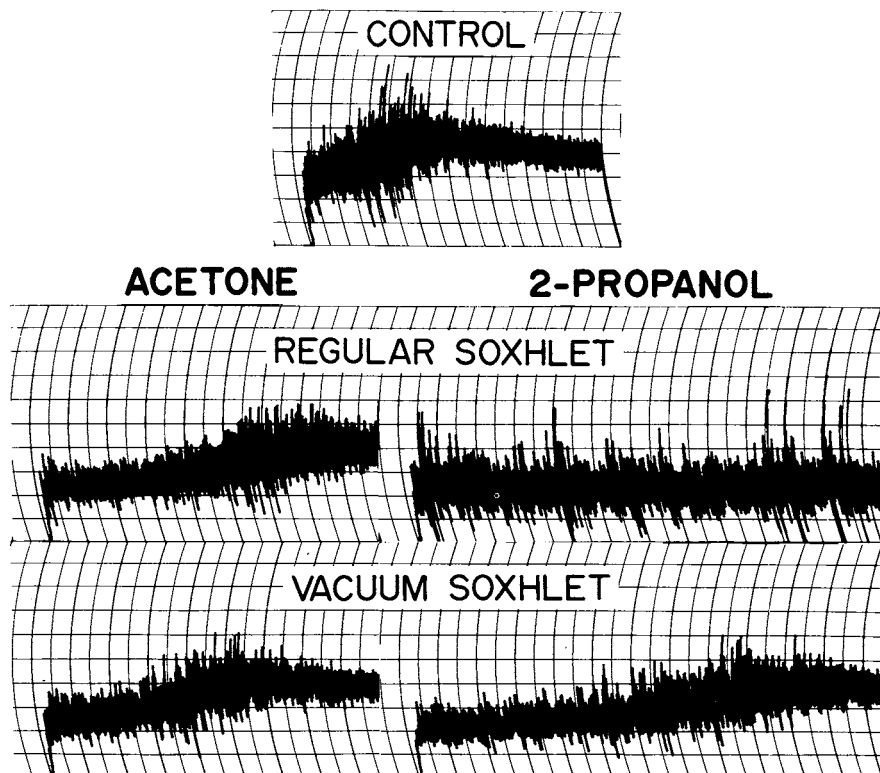 CONTROL
ACETONE 2-PROPANOL
REGULAR SOXHLET
VACUUM SOXHLET